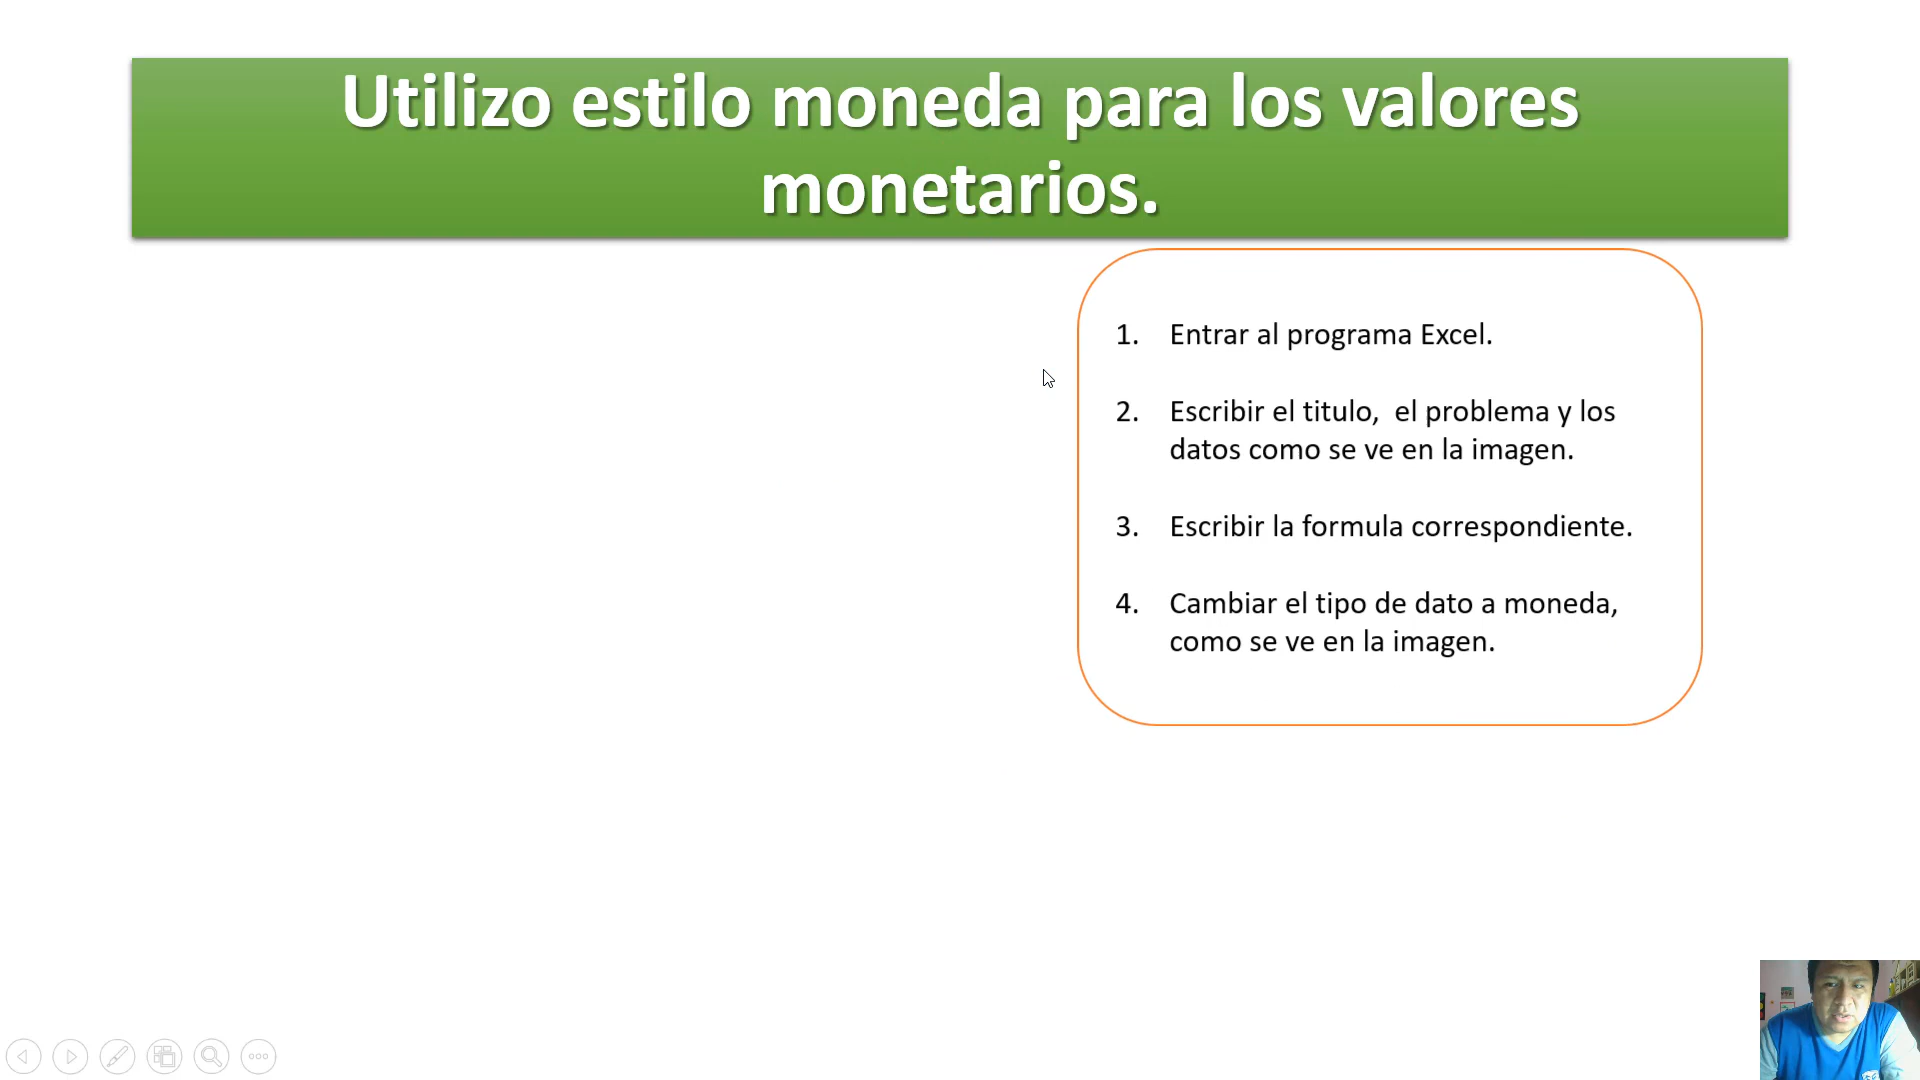 Utilizo estilo moneda para los valores
monetarios.
1. Entrar al programa Excel.
2. Escribir el titulo,  el problema y los
datos como se ve en la imagen.
3. Escribir la formula correspondiente.
4. Cambiar el tipo de dato a moneda,
como se ve en la imagen.